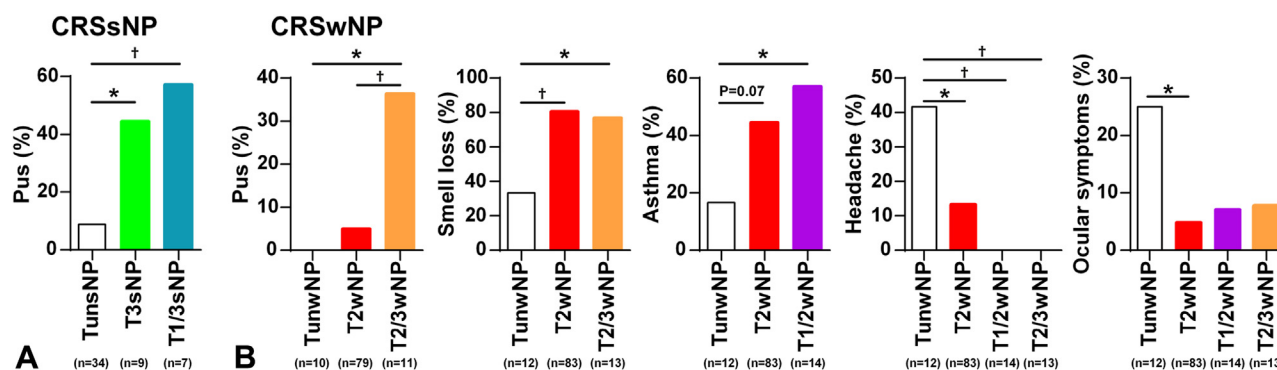 CRSsNP
CRSwNP
Pus (%)
60
40
20
0
*
†
TunsNP
T3sNP
T1/3sNP
(n=34)
(n=9)
(n=7)
A
Pus (%)
40
30
20
10
0
*
†
TunwNP
T2wNP
T2/3wNP
(n=10)
(n=79)
(n=11)
B
Smell loss (%)
100
80
60
40
20
0
*
†
TunwNP
T2wNP
T2/3wNP
(n=12)
(n=83)
(n=13)
Asthma (%)
60
40
20
0
*
P=0.07
TunwNP
T2wNP
T1/2wNP
(n=12)
(n=83)
(n=14)
Headache (%)
50
40
30
20
10
0
†
†
*
TunwNP
T2wNP
T1/2wNP
T2/3wNP
(n=12)
(n=83)
(n=14)
(n=13)
Ocular symptoms (%)
30
20
10
0
*
TunwNP
T2wNP
T1/2wNP
T2/3wNP
(n=12)
(n=83)
(n=14)
(n=13